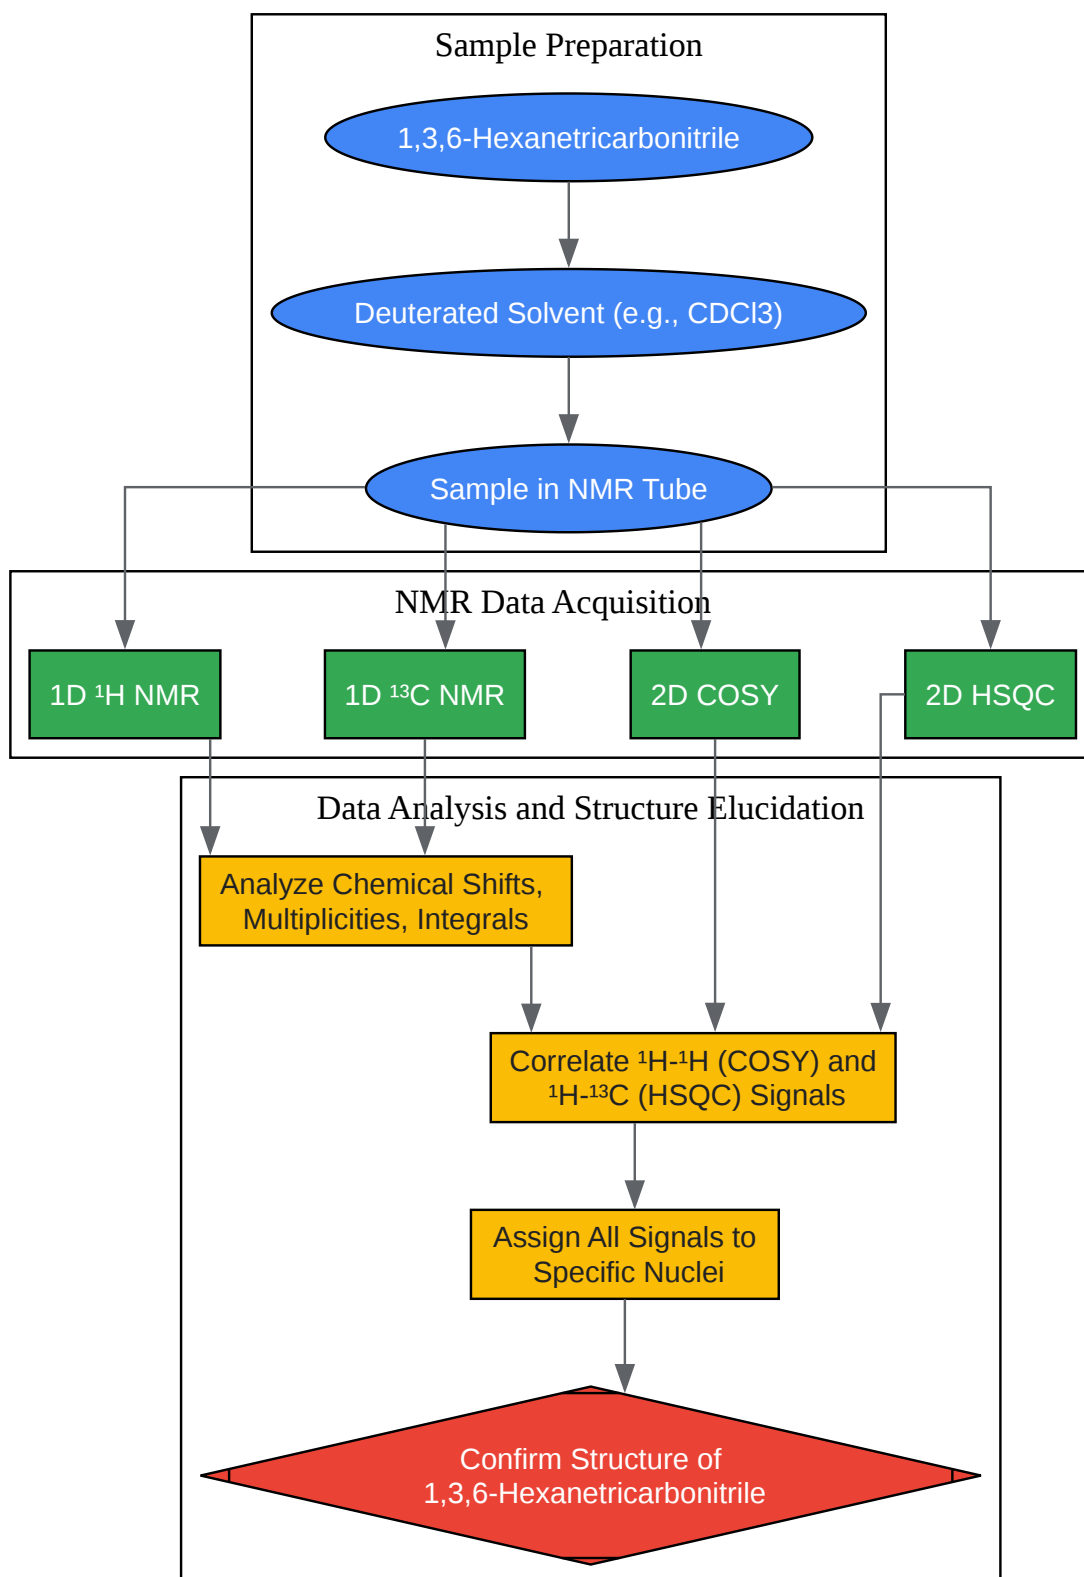 Sample Preparation
1,3,6-Hexanetricarbonitrile
Deuterated Solvent (e.g., CDCl3)
Sample in NMR Tube
NMR Data Acquisition
1D ¹H NMR
1D ¹³C NMR
2D COSY
2D HSQC
Data Analysis and Structure Elucidation
Analyze Chemical Shifts,
Multiplicities, Integrals
Correlate ¹H-¹H (COSY) and
¹H-¹³C (HSQC) Signals
Assign All Signals to
Specific Nuclei
Confirm Structure of
1,3,6-Hexanetricarbonitrile